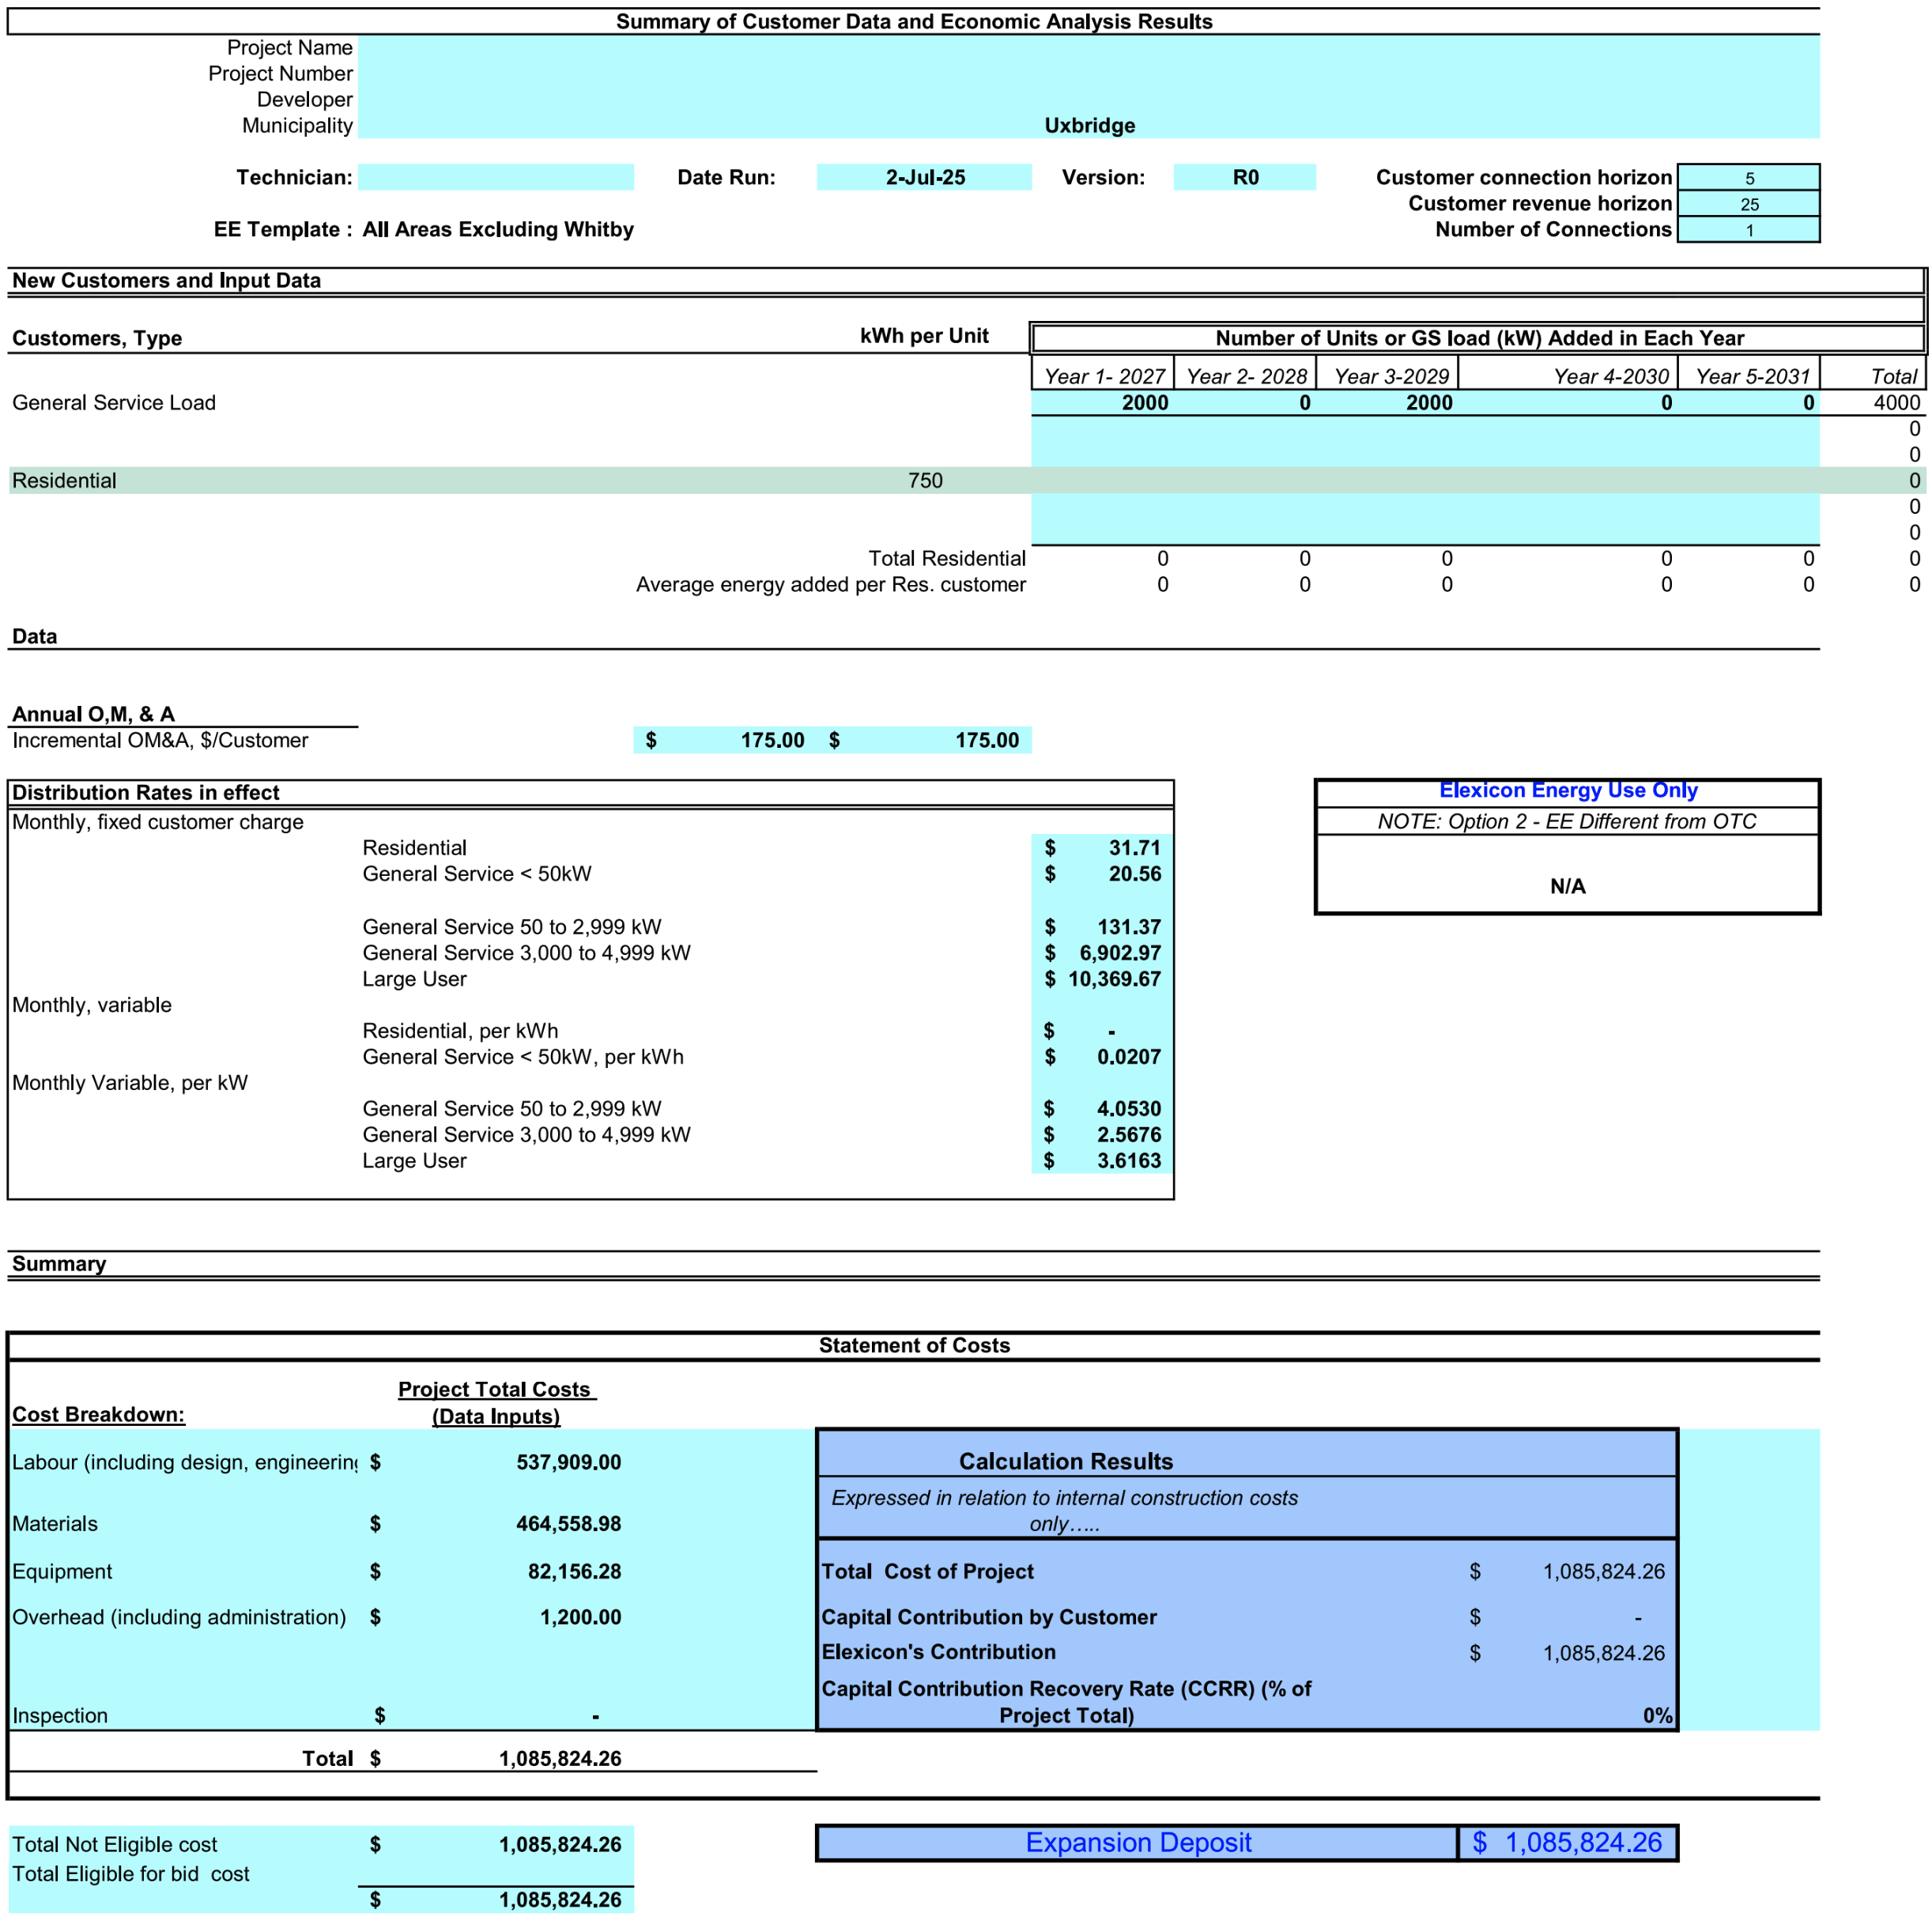 Summary of Customer Data and Economic Analysis Results
Project Name
Project Number
Developer
Municipality Uxbridge
Technician: Date Run: 2-Jul-25 Version: R0 Customer connection horizon 5
Customer revenue horizon 25
EE Template : All Areas Excluding Whitby Number of Connections 1
New Customers and Input Data
Customers, Type kWh per Unit Number of Units or GS load (kW) Added in Each Year
Year 1- 2027 Year 2- 2028 Year 3-2029 Year 4-2030 Year 5-2031 Total
General Service Load 2000 0 2000 0 0 4000
0
0
Residential 750 0
0
0
Total Residential 0 0 0 0 0 0
Average energy added per Res. customer 0 0 0 0 0 0
Data
Annual O,M, & A
Incremental OM&A, $/Customer $ 175.00 $ 175.00
Distribution Rates in effect
Elexicon Energy Use Only
Monthly, fixed customer charge
NOTE: Option 2 - EE Different from OTC
Residential $ 31.71
General Service < 50kW $ 20.56
N/A
General Service 50 to 2,999 kW $ 131.37
General Service 3,000 to 4,999 kW $ 6,902.97
Large User $ 10,369.67
Monthly, variable
Residential, per kWh $ -
General Service < 50kW, per kWh $ 0.0207
Monthly Variable, per kW
General Service 50 to 2,999 kW $ 4.0530
General Service 3,000 to 4,999 kW $ 2.5676
Large User $ 3.6163
Summary
Statement of Costs
Cost Breakdown:
Project Total Costs
(Data Inputs)
Labour (including design, engineering $ 537,909.00
Materials $ 464,558.98
Equipment $ 82,156.28
Overhead (including administration) $ 1,200.00
Inspection $ -
Total $ 1,085,824.26
Calculation Results
Expressed in relation to internal construction costs
only…..
Total Cost of Project $ 1,085,824.26
Capital Contribution by Customer $ -
Elexicon's Contribution $ 1,085,824.26
Capital Contribution Recovery Rate (CCRR) (% of
Project Total) 0%
Total Not Eligible cost $ 1,085,824.26
Total Eligible for bid cost
$ 1,085,824.26
Expansion Deposit $ 1,085,824.26